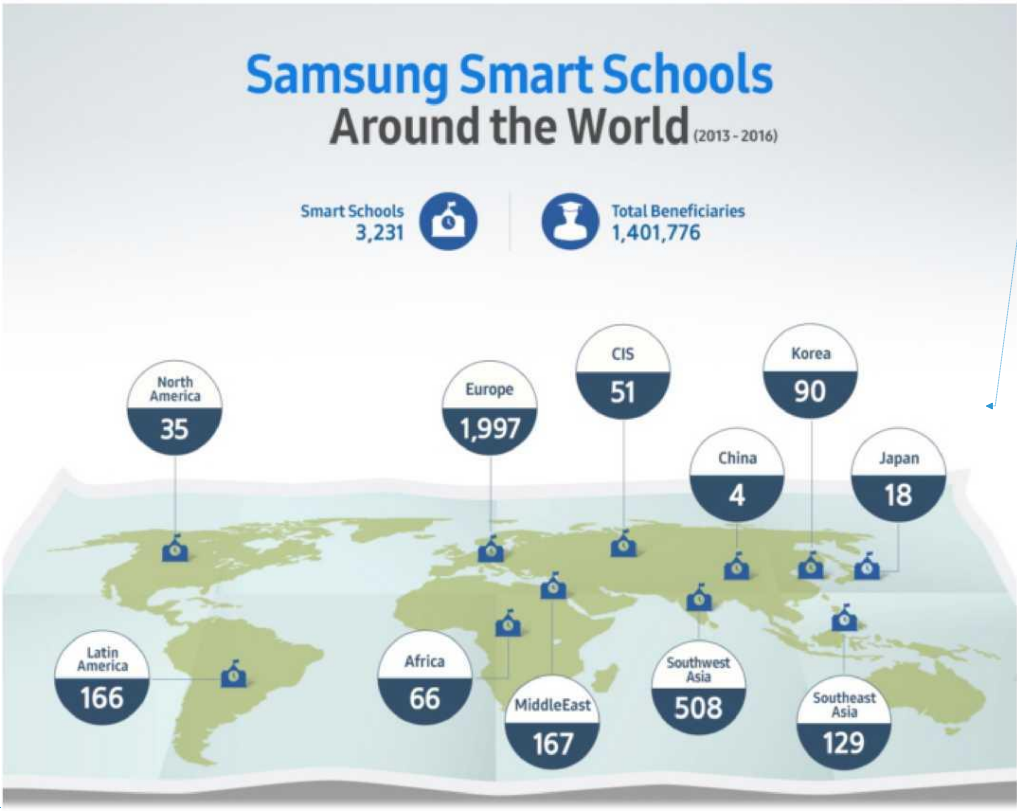 Samsung Smart Schools
Around the World (2013 - 2016)
Smart Schools
3,231
Total Beneficiaries
1,401,776
North
America
35
Europe
1,997
CIS
51
Korea
90
China
4
Japan
18
Latin
America
166
Africa
66
MiddleEast
167
Southwest
Asia
508
Southeast
Asia
129